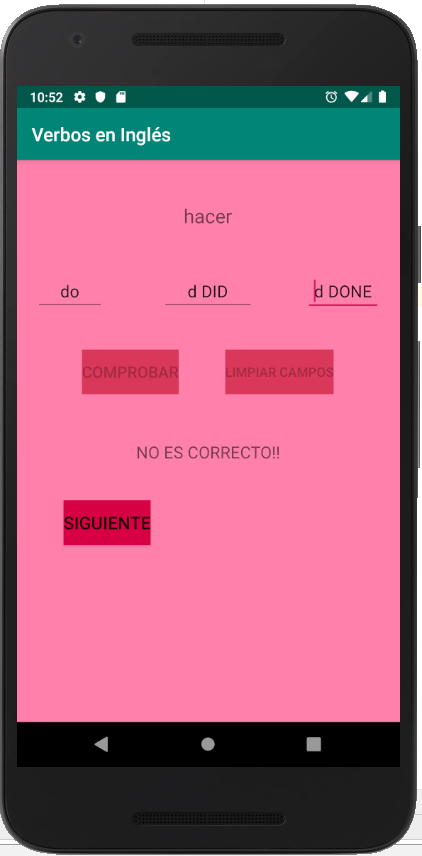 10:52
Verbos en Inglés
hacer
do d DID d DONE
COMPROBAR LIMPIAR CAMPOS
NO ES CORRECTO!!
SIGUIENTE